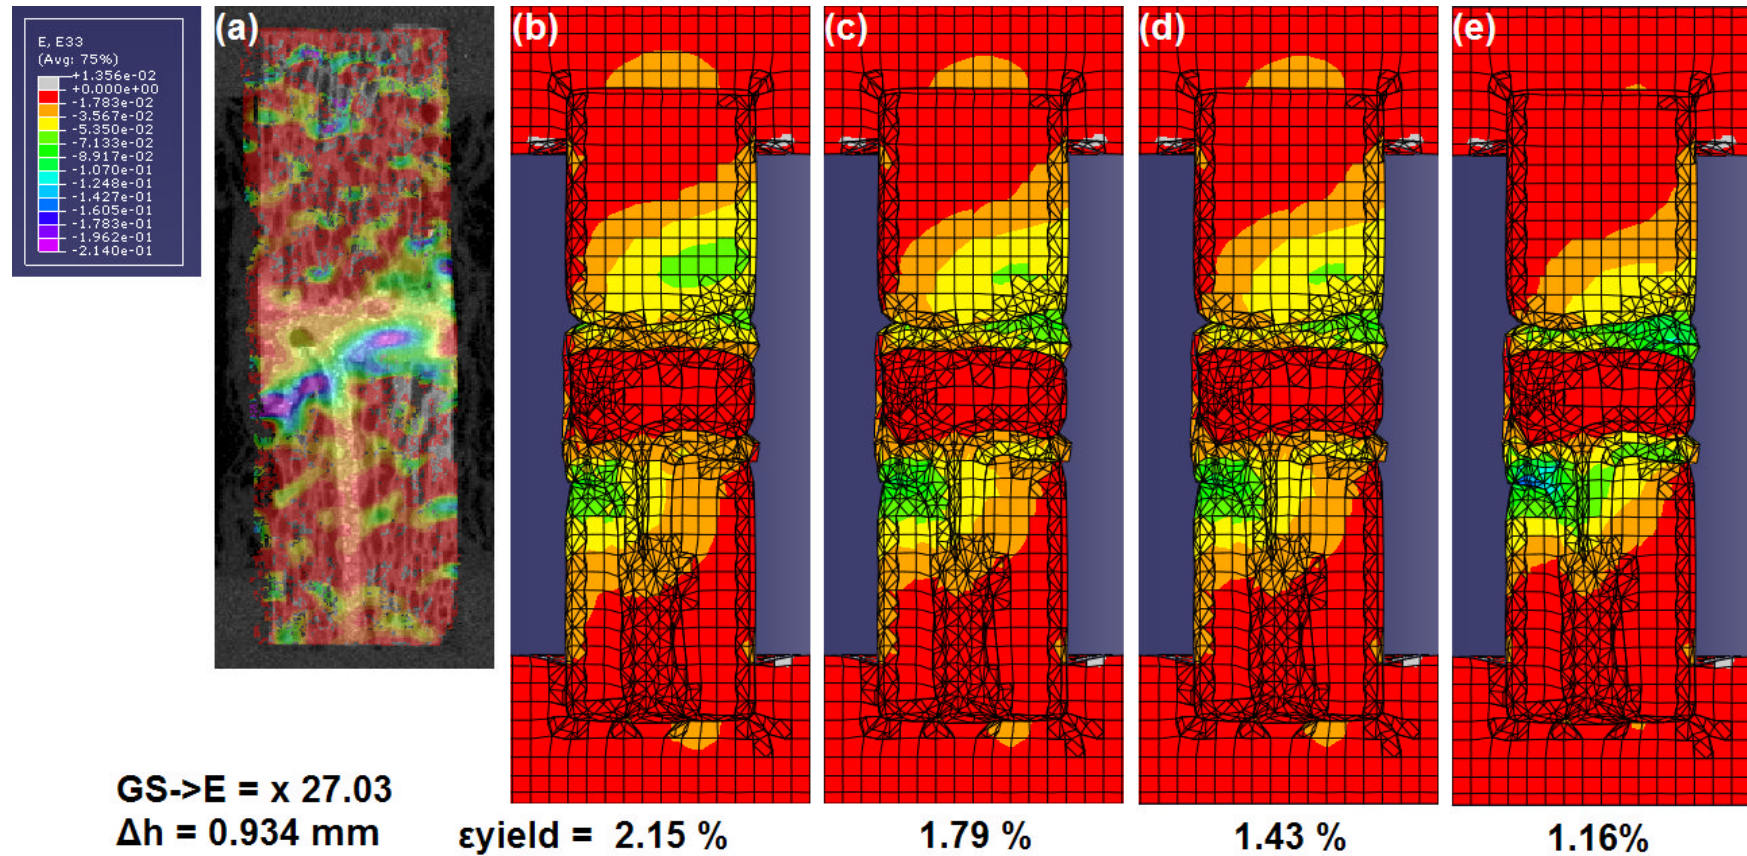 E, E33
(Avg: 75%)
+1.356e-02
+0.000e+00
-1.783e-02
-3.567e-02
-5.350e-02
-7.133e-02
-8.917e-02
-1.070e-01
-1.248e-01
-1.427e-01
-1.605e-01
-1.783e-01
-1.962e-01
-2.140e-01
(a)
(b)
(c)
(d)
(e)
GS->E = x 27.03
Δh = 0.934 mm
εyield = 2.15 %
1.79 %
1.43 %
1.16%